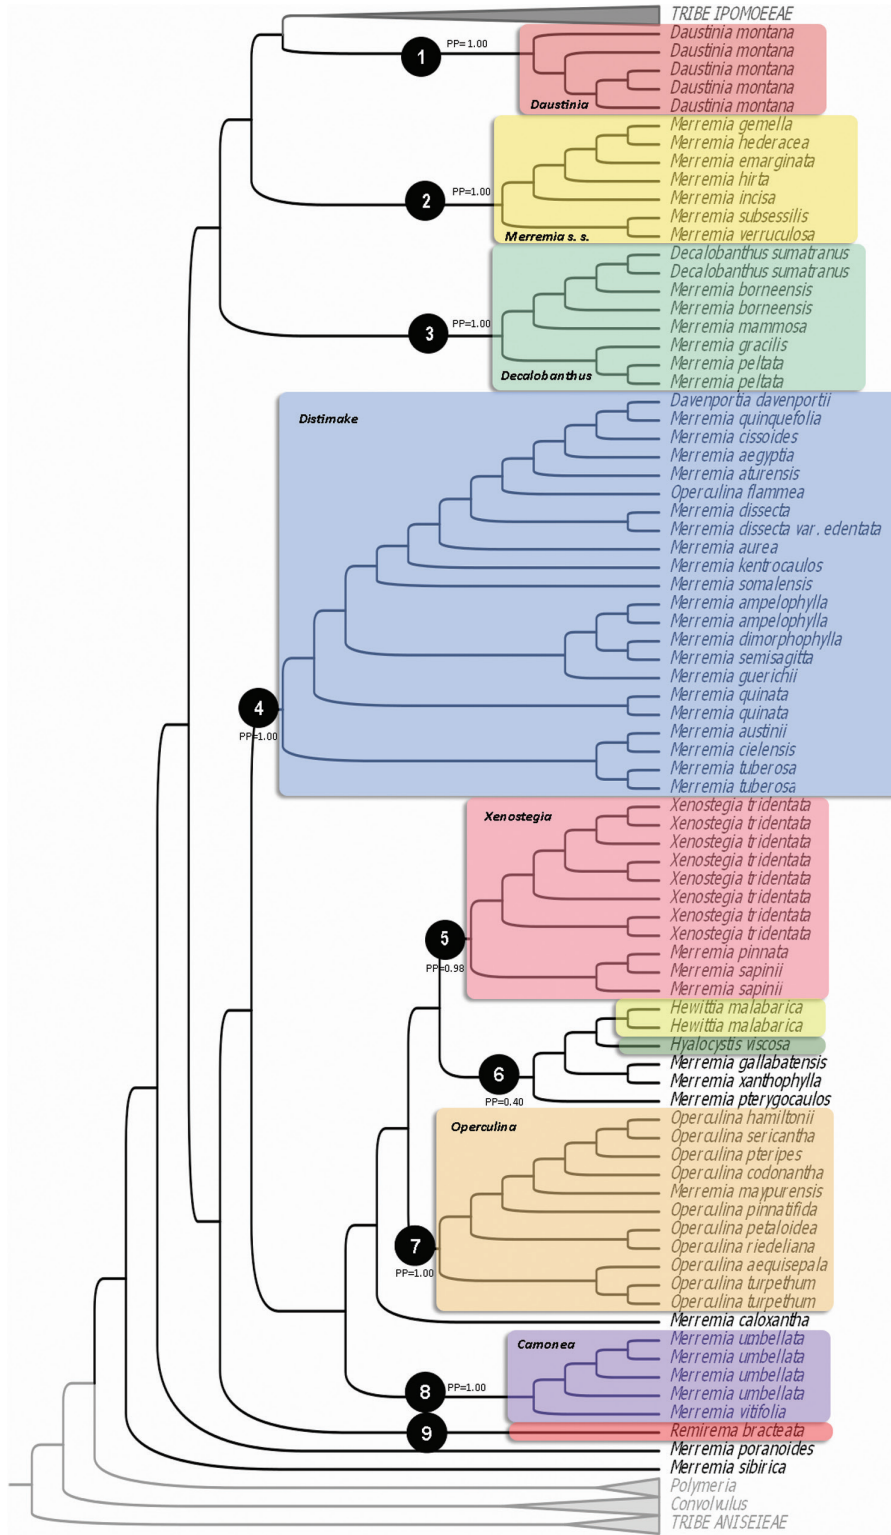 TRIBE IPOMOEEAE
1 PP= 1.00
Daustinia montana
Daustinia montana
Daustinia montana
Daustinia montana
Daustinia montana
Daustinia
Merremia gemella
Merremia hederacea
Merremia emarginata
2 PP=1.00
Merremia hirta
Merremia incisa
Merremia subsessilis
Merremia verruculosa
Merremia s. s.
Decalobanthus sumatranus
Decalobanthus sumatranus
Merremia borneensis
Merremia borneensis
3 PP=1.00
Merremia mammosa
Merremia gracilis
Merremia peltata
Merremia peltata
Decalobanthus
Distimake
Davenportia davenportii
Merremia quinquefolia
Merremia cissoides
Merremia aegyptia
Merremia aturensis
Operculina flammea
Merremia dissecta
Merremia dissecta var. edentata
Merremia aurea
Merremia kentrocaulos
Merremia somalensis
Merremia ampelophylla
Merremia ampelophylla
Merremia dimorphophylla
Merremia semisagitta
Merremia guerichii
Merremia quinata
Merremia quinata
4
PP=1.00
Merremia austinii
Merremia cielensis
Merremia tuberosa
Merremia tuberosa
Xenostegia
Xenostegia tridentata
Xenostegia tridentata
Xenostegia tridentata
Xenostegia tridentata
Xenostegia tridentata
Xenostegia tridentata
Xenostegia tridentata
Xenostegia tridentata
5
PP=0.98
Merremia pinnata
Merremia sapinii
Merremia sapinii
Hewittia malabarica
Hewittia malabarica
Hyalocystis viscosa
Merremia gallabatensis
6
PP=0.40
Merremia xanthophylla
Merremia pterygocaulos
Operculina
Operculina hamiltonii
Operculina sericantha
Operculina pteripes
Operculina codonantha
Merremia maypurensis
Operculina pinnatifida
Operculina petaloidea
Operculina riedeliana
7
PP=1.00
Operculina aequisepala
Operculina turpethum
Operculina turpethum
Merremia caloxantha
Camonea
Merremia umbellata
Merremia umbellata
Merremia umbellata
8 PP=1.00
Merremia umbellata
Merremia vitifolia
9
Remirema bracteata
Merremia poranoides
Merremia sibirica
Polymeria
Convolvulus
TRIBE ANISEIEAE